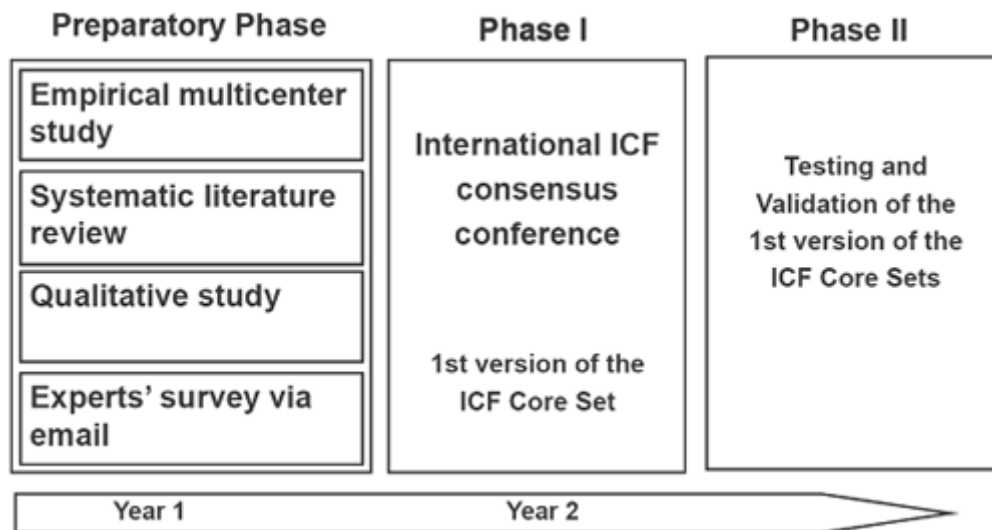 Preparatory Phase
Empirical multicenter
study
Systematic literature
review
Qualitative study
Experts’ survey via
email
Phase I
International ICF
consensus
conference
1st version of the
ICF Core Set
Phase II
Testing and
Validation of the
1st version of the
ICF Core Sets
Year 1
Year 2